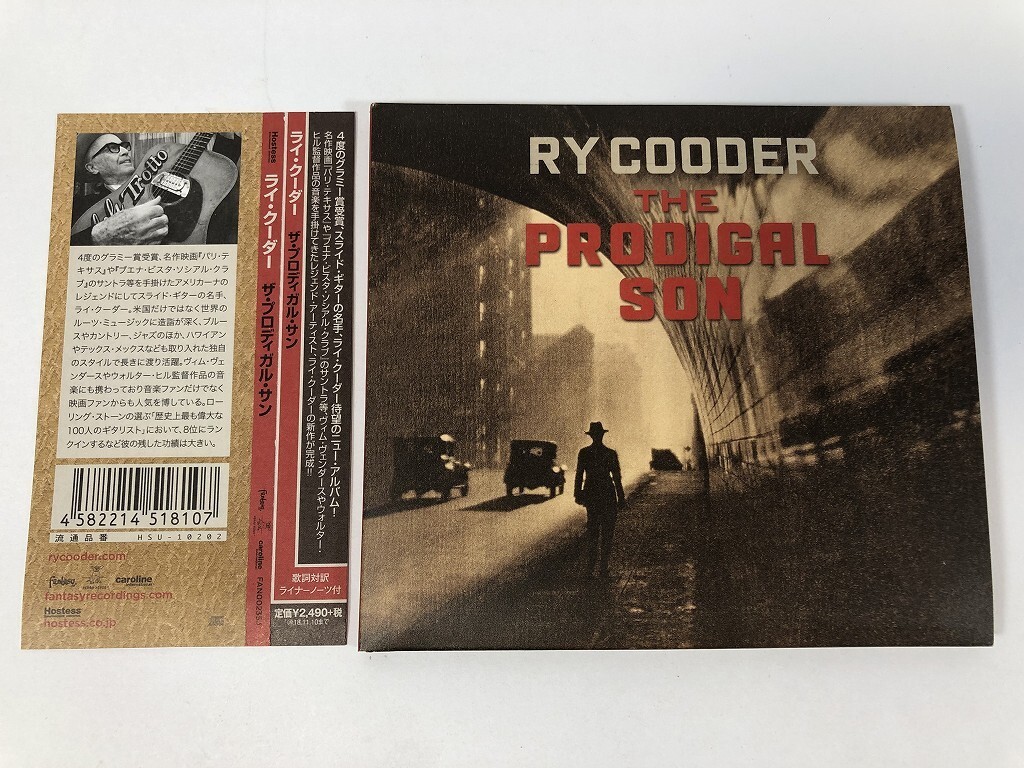 4度のグラミー賞受賞、名作映画『パリ・テ
キサス』や『ブエナ・ビスタ・ソシアル・クラ
ブ』のサントラ等を手掛けたアメリカーナの
レジェンドにしてスライド・ギターの名手、
ライ・クーダー。米国だけではなく世界の
ルーツ・ミュージックに造詣が深く、ブルー
スやカントリー、ジャズのほか、ハワイアン
やテックス・メックスなども取り入れた独自
のスタイルで長きに渡り活躍。ヴィム・ヴェ
ンダースやウォルター・ヒル監督作品の音
楽にも携わっており音楽ファンだけでなく
映画ファンからも人気を博している。ロー
リング・ストーンの選ぶ「歴史上最も偉大な
100人のギタリスト」において、8位にラン
クインするなど彼の残した功績は大きい。
4 582214 518107
流通品番 HSU-10202
rycooder.com
Fantasy
caroline
fantasyrecordings.com
Hostess
hostess.co.jp
Hostess
ライ・クーダー ザ・プロディガル・サン
Fantasy
caroline
ライ・クーダー ザ・プロディガル・サン
4度のグラミー賞受賞、スライド・ギターの名手、ライ・クーダー待望のニュー・アルバム!
名作映画『パリ・テキサス』や『ブエナ・ビスタ・ソシアル・クラブ』のサントラ等、ヴィム・ヴェンダースやウォルター・
ヒル監督作品の音楽を手掛けてきたレジェンド・アーティスト、ライ・クーダーの新作が完成!!
歌詞対訳
ライナーノーツ付
定価¥2,490+税
('18.11.10まで
RY COODER
THE
PRODIGAL
SON